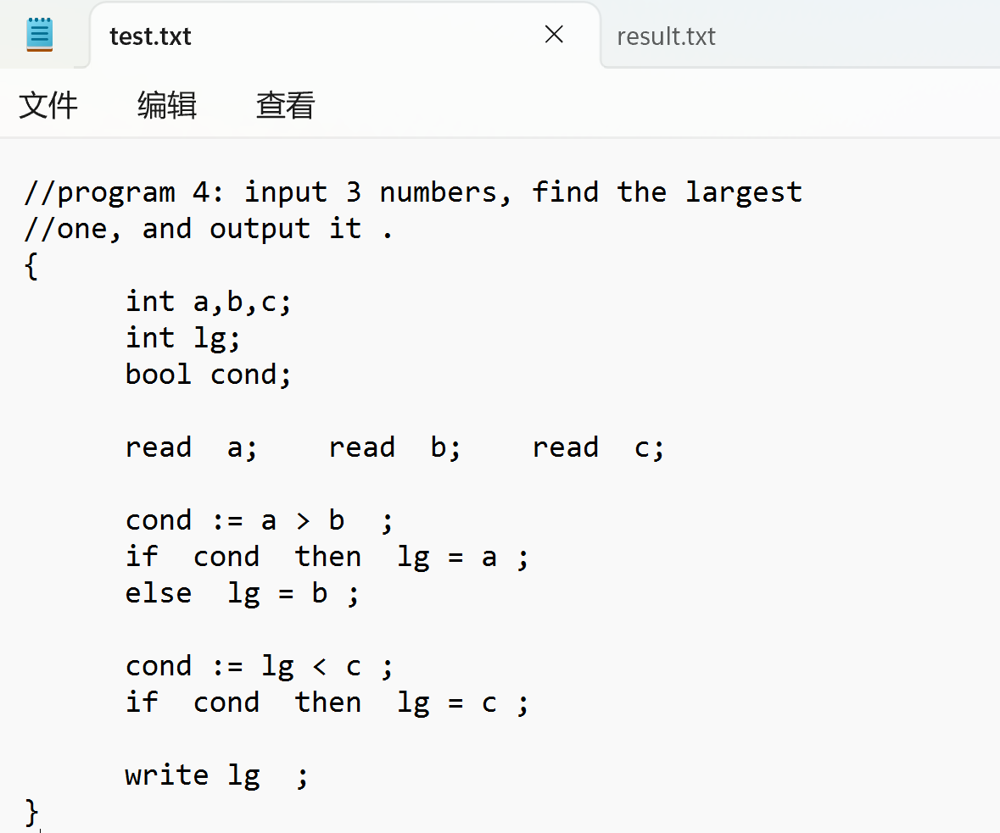 test.txt
result.txt
文件 编辑 查看
//program 4: input 3 numbers, find the largest
//one, and output it .
{
int a,b,c;
int lg;
bool cond;
read  a;    read  b;    read  c;
cond := a > b  ;
if  cond  then  lg = a ;
else  lg = b ;
cond := lg < c ;
if  cond  then  lg = c ;
write lg  ;
}